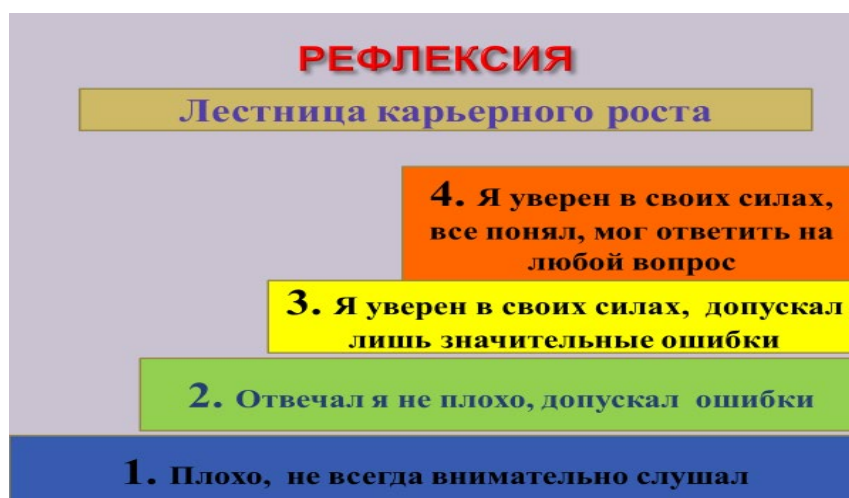 РЕФЛЕКСИЯ
Лестница карьерного роста
4. Я уверен в своих силах,
все понял, мог ответить на
любой вопрос
3. Я уверен в своих силах, допускал
лишь значительные ошибки
2. Отвечал я не плохо, допускал ошибки
1. Плохо, не всегда внимательно слушал